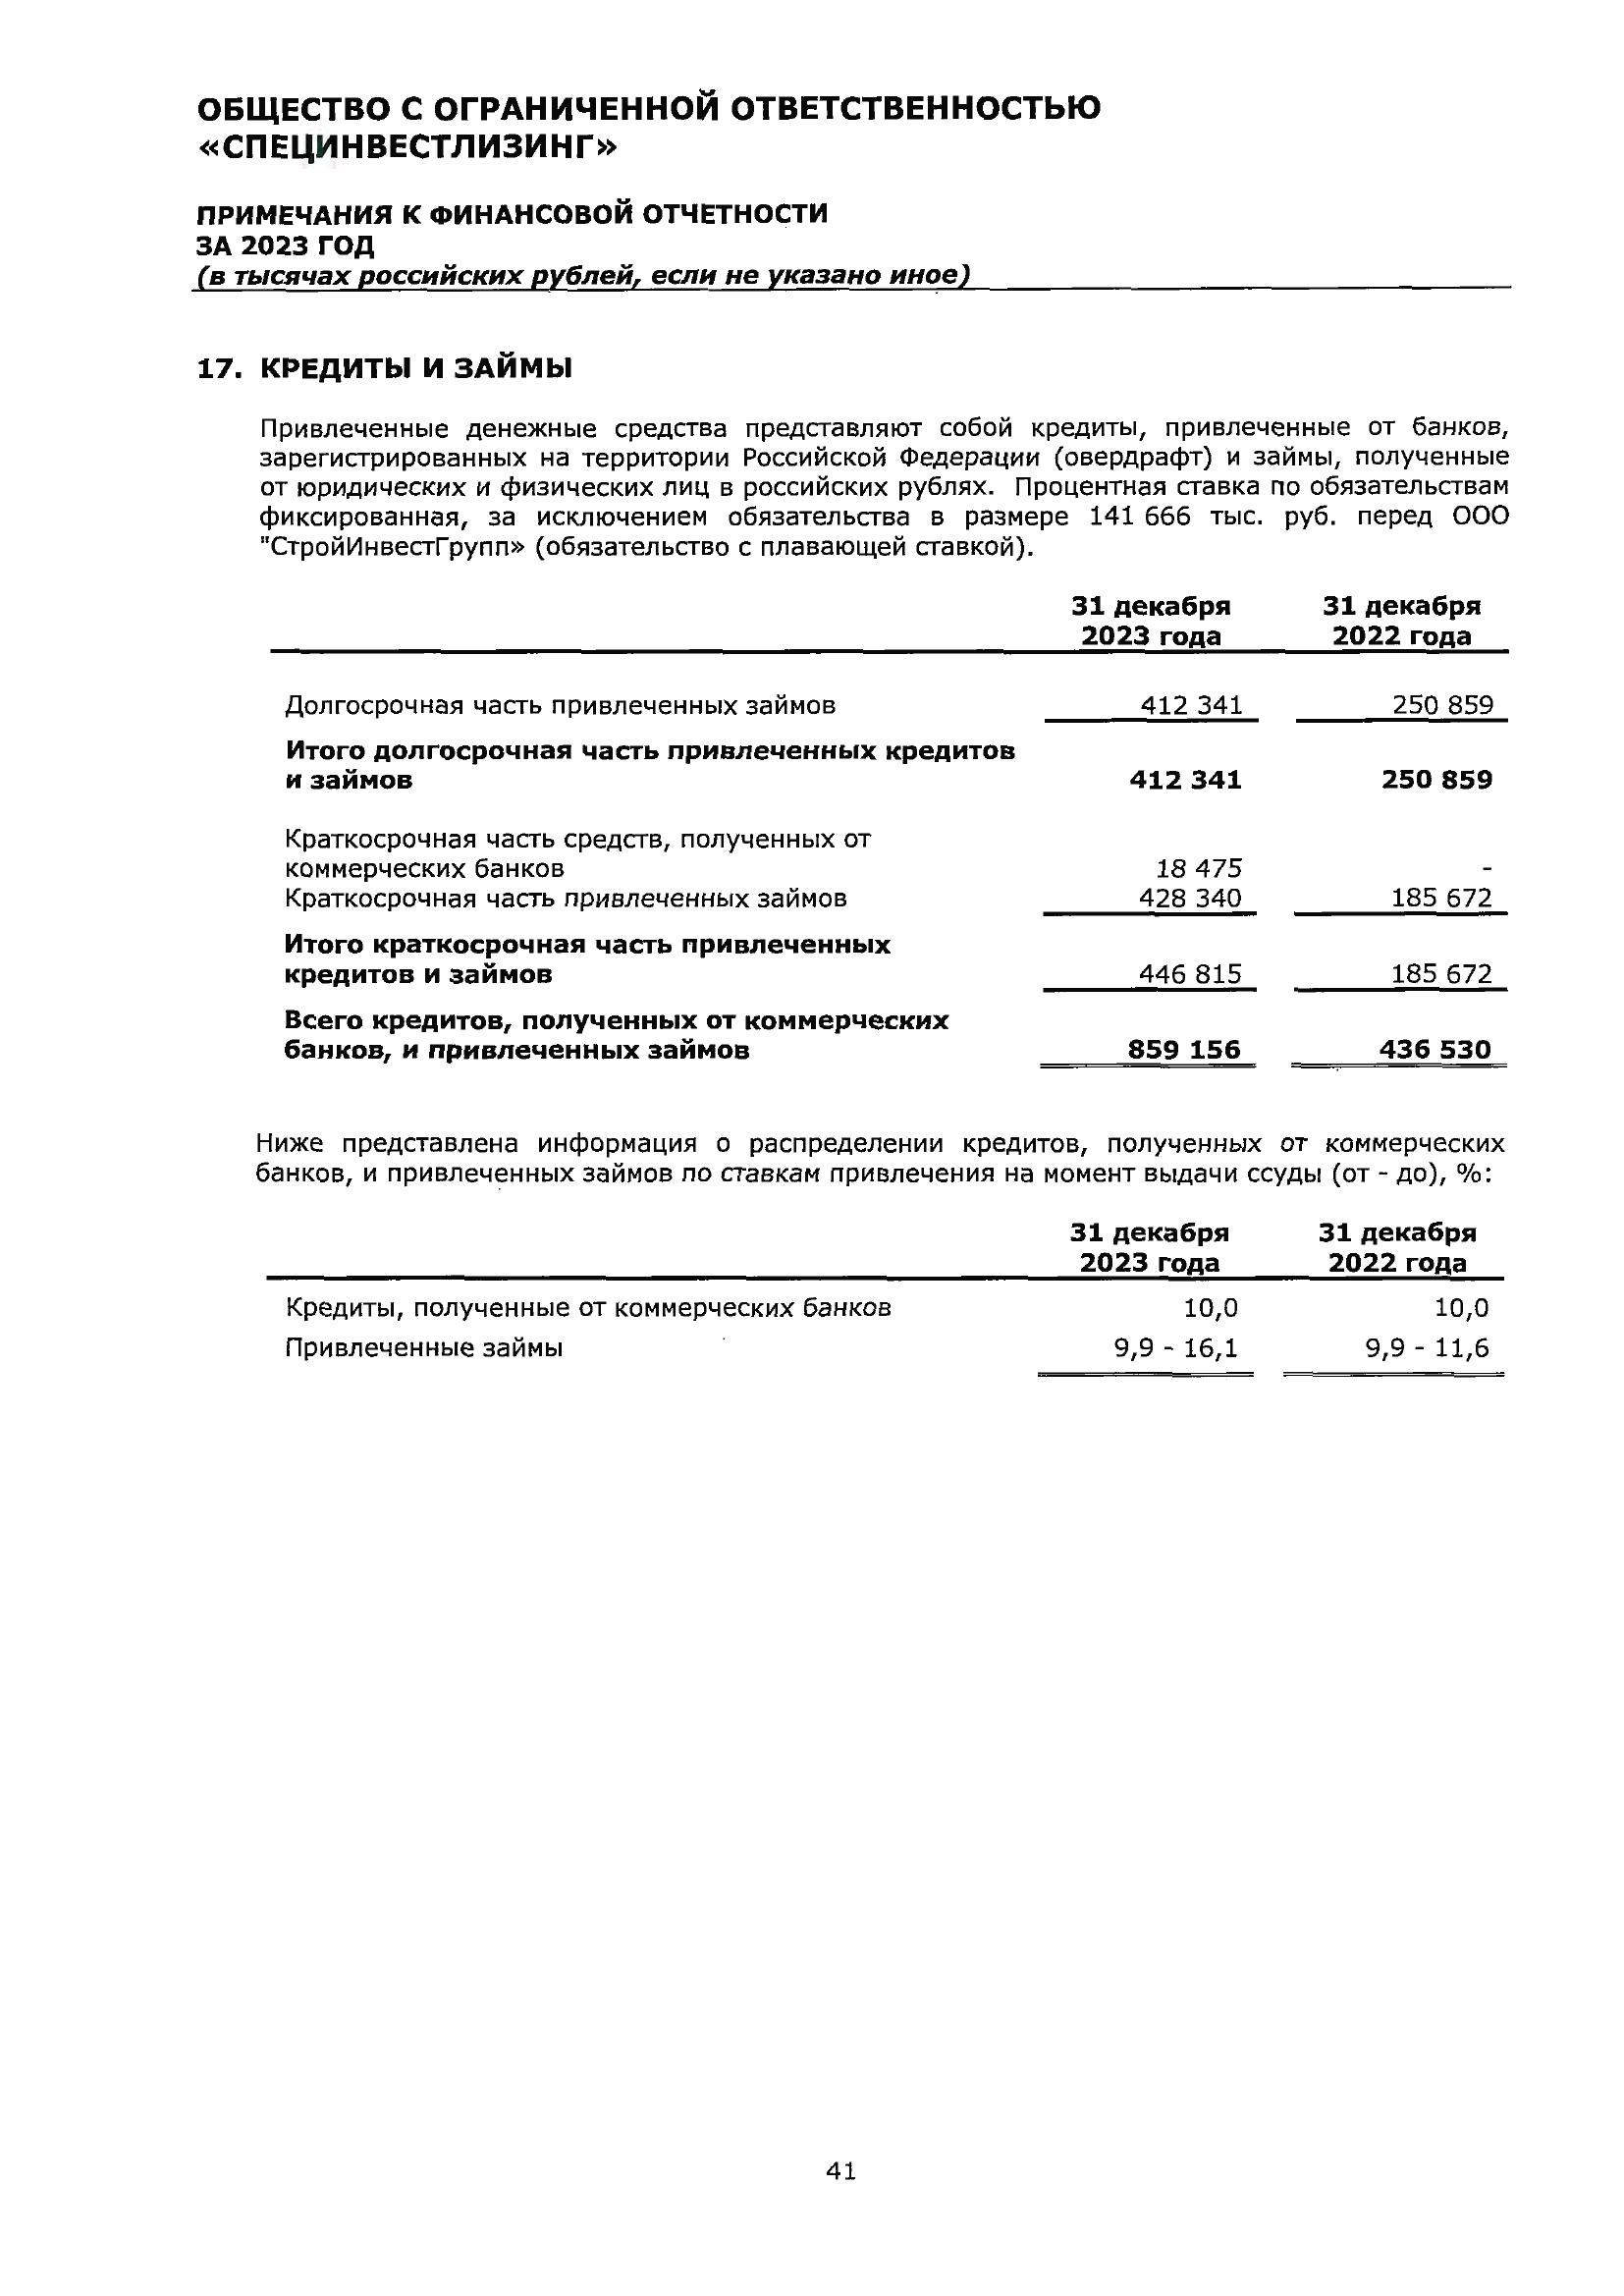 ОБЩЕСТВО С ОГРАНИЧЕННОЙ ОТВЕТСТВЕННОСТЬЮ
«СПЕЦИНВЕСТЛИЗИНГ»
ПРИМЕЧАНИЯ К ФИНАНСОВОЙ ОТЧЕТНОСТИ
ЗА 2023 ГОД
(в тысячах российских рублей, если не указано иное)
17. КРЕДИТЫ И ЗАЙМЫ
Привлеченные денежные средства представляют собой кредиты, привлеченные от банков,
зарегистрированных на территории Российской Федерации (овердрафт) и займы, полученные
от юридических и физических лиц в российских рублях. Процентная ставка по обязательствам
фиксированная, за исключением обязательства в размере 141 666 тыс. руб. перед ООО
"СтройИнвестГрупп» (обязательство с плавающей ставкой).
31 декабря 31 декабря
2023 года 2022 года
Долгосрочная часть привлеченных займов 412 341 250 859
Итого долгосрочная часть привлеченных кредитов
и займов 412 341 250 859
Краткосрочная часть средств, полученных от
коммерческих банков 18 475 -
Краткосрочная часть привлеченных займов 428 340 185 672
Итого краткосрочная часть привлеченных
кредитов и займов 446 815 185 672
Всего кредитов, полученных от коммерческих
банков, и привлеченных займов 859 156 436 530
Ниже представлена информация о распределении кредитов, полученных от коммерческих
банков, и привлеченных займов по ставкам привлечения на момент выдачи ссуды (от - до), %:
31 декабря 31 декабря
2023 года 2022 года
Кредиты, полученные от коммерческих банков 10,0 10,0
Привлеченные займы 9,9 - 16,1 9,9 - 11,6
41